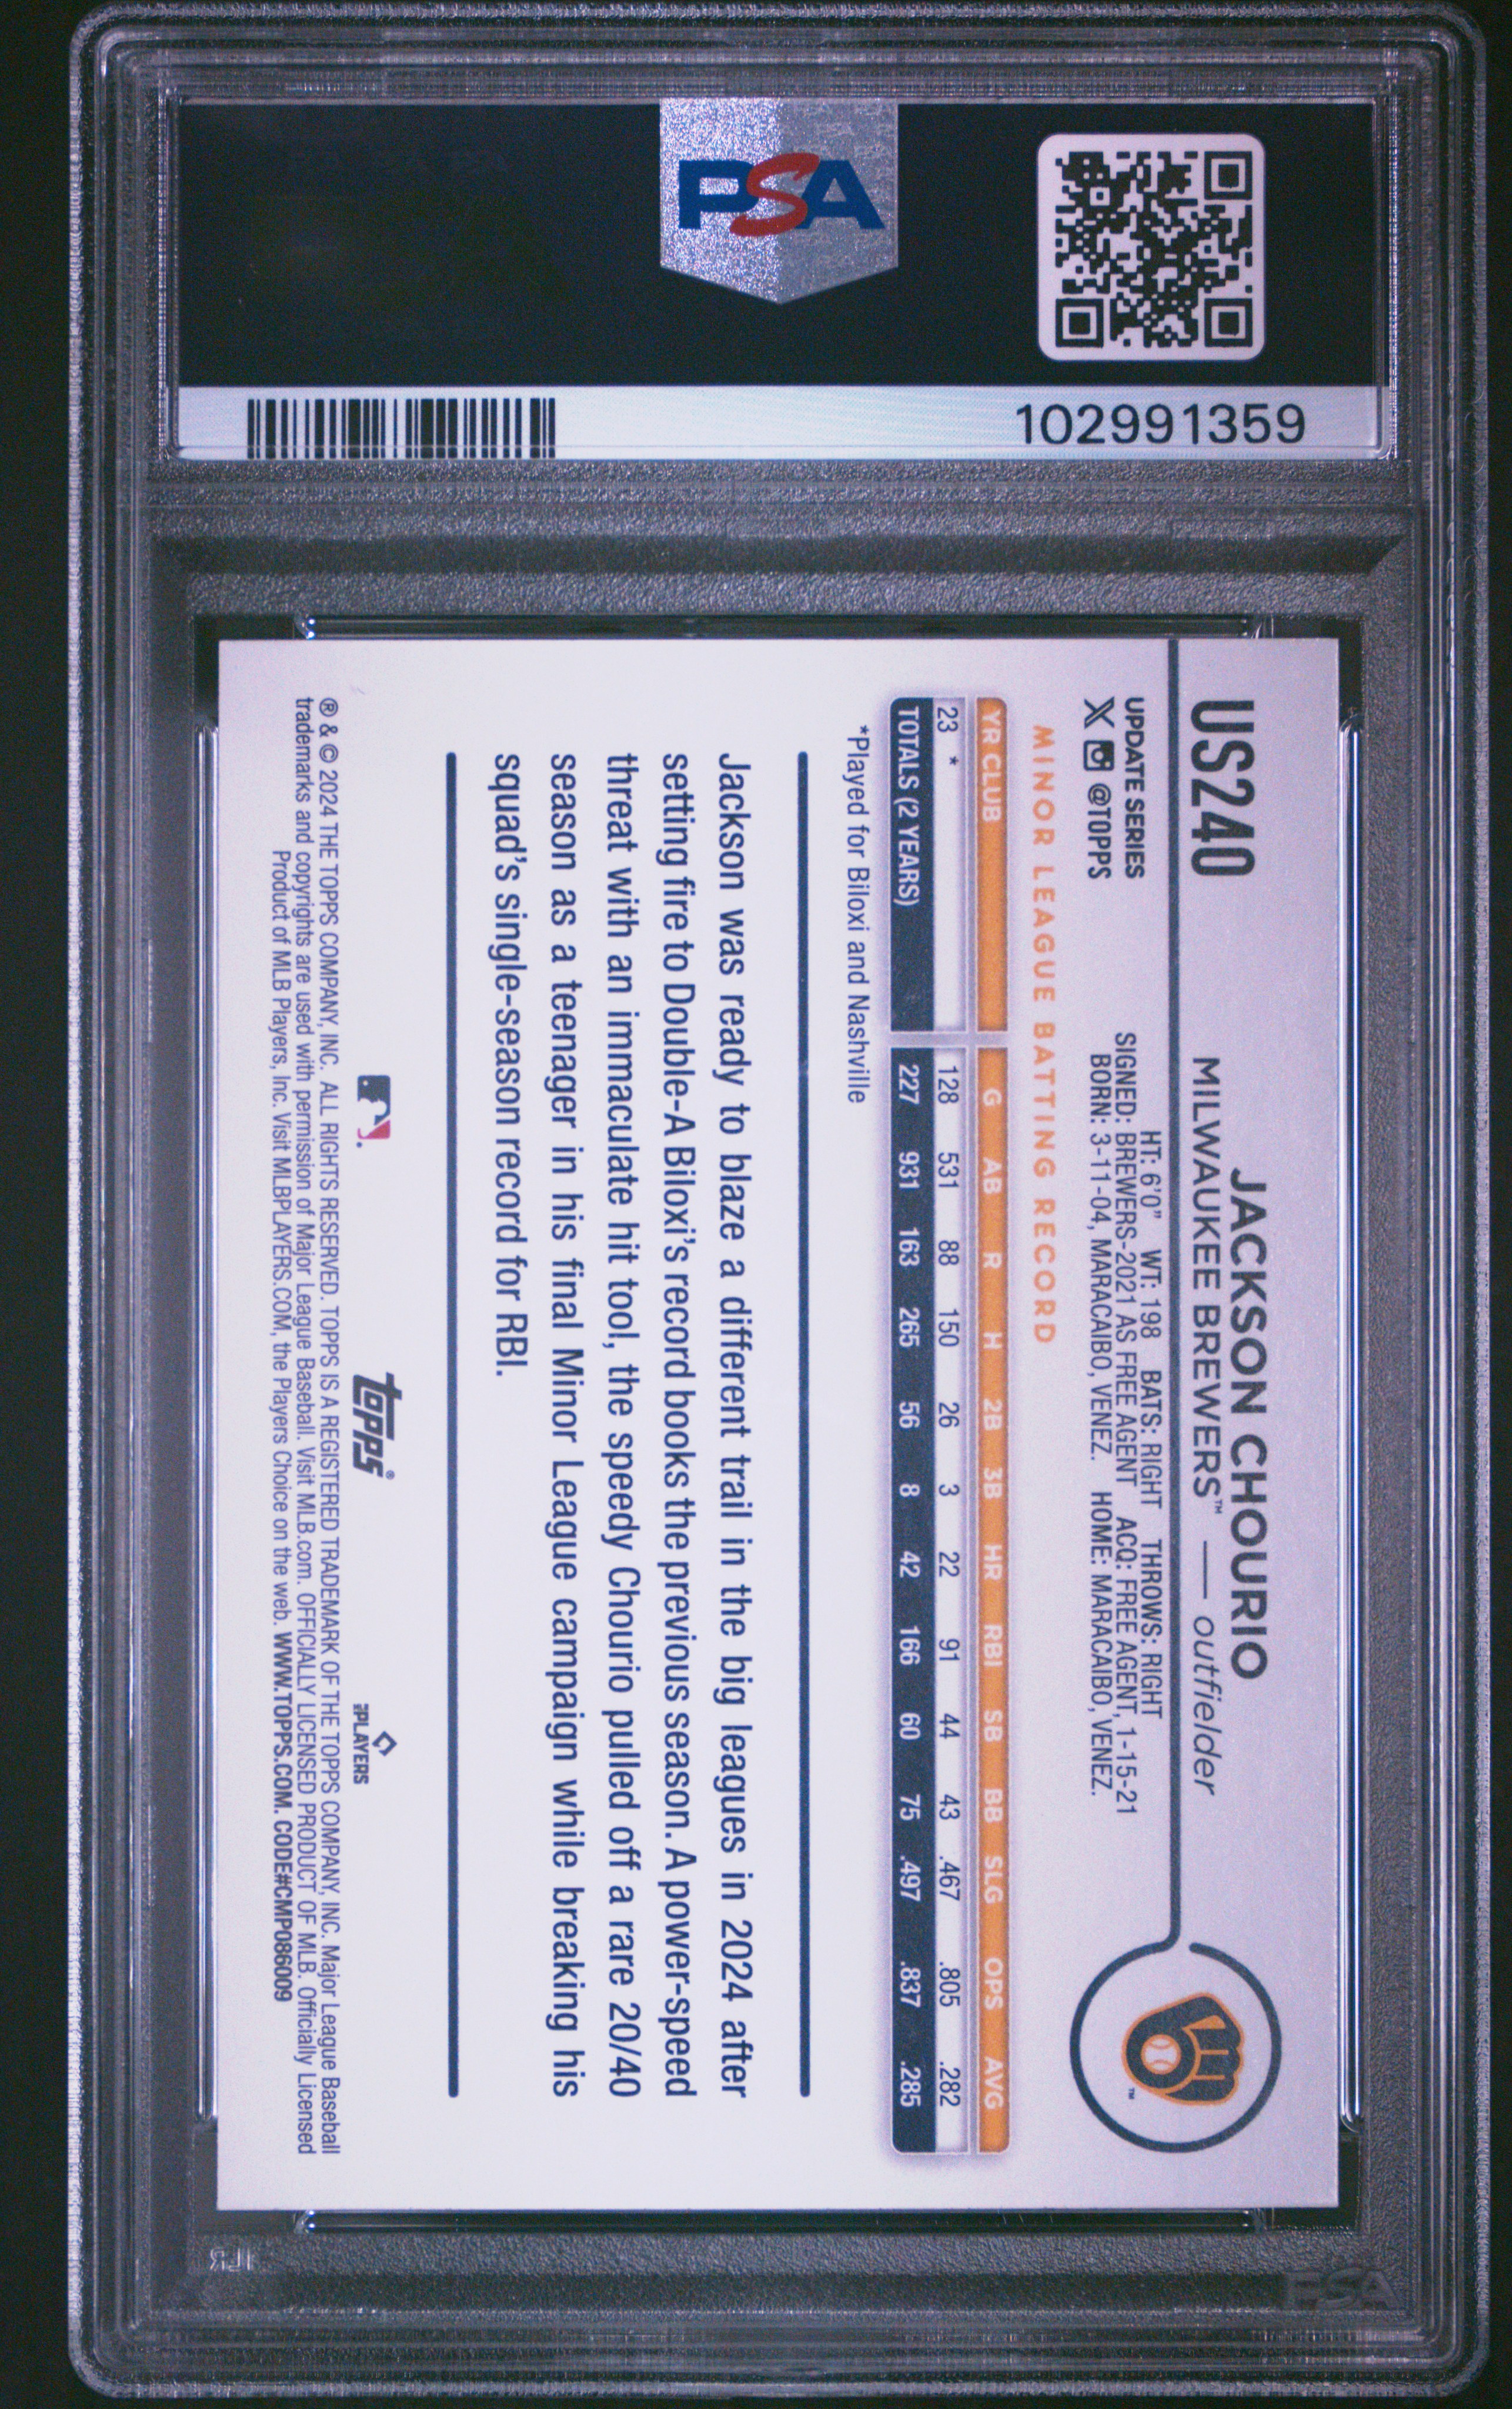 PSA
102991359
US240
JACKSON CHOURIO
MILWAUKEE BREWERS™ — outfielder
UPDATE SERIES
@TOPPS
HT: 6'0" WT: 198 BATS: RIGHT THROWS: RIGHT
SIGNED: BREWERS-2021 AS FREE AGENT ACQ: FREE AGENT, 1-15-21
BORN: 3-11-04, MARACAIBO, VENEZ. HOME: MARACAIBO, VENEZ.
MINOR LEAGUE BATTING RECORD
YR CLUB G AB R H 2B 3B HR RBI SB BB SLG OPS AVG
23 * 128 531 88 150 26 3 22 91 44 43 .467 .805 .282
TOTALS (2 YEARS) 227 931 163 265 56 8 42 166 60 75 .497 .837 .285
*Played for Biloxi and Nashville
Jackson was ready to blaze a different trail in the big leagues in 2024 after
setting fire to Double-A Biloxi's record books the previous season. A power-speed
threat with an immaculate hit tool, the speedy Chourio pulled off a rare 20/40
season as a teenager in his final Minor League campaign while breaking his
squad's single-season record for RBI.
topps®
PLAYERS
® & © 2024 THE TOPPS COMPANY, INC. ALL RIGHTS RESERVED. TOPPS IS A REGISTERED TRADEMARK OF THE TOPPS COMPANY, INC. Major League Baseball
trademarks and copyrights are used with permission of Major League Baseball. Visit MLB.com. OFFICIALLY LICENSED PRODUCT OF MLB. Officially Licensed
Product of MLB Players, Inc. Visit MLBPLAYERS.COM, the Players Choice on the web. WWW.TOPPS.COM. CODE#CMP086009
PSA